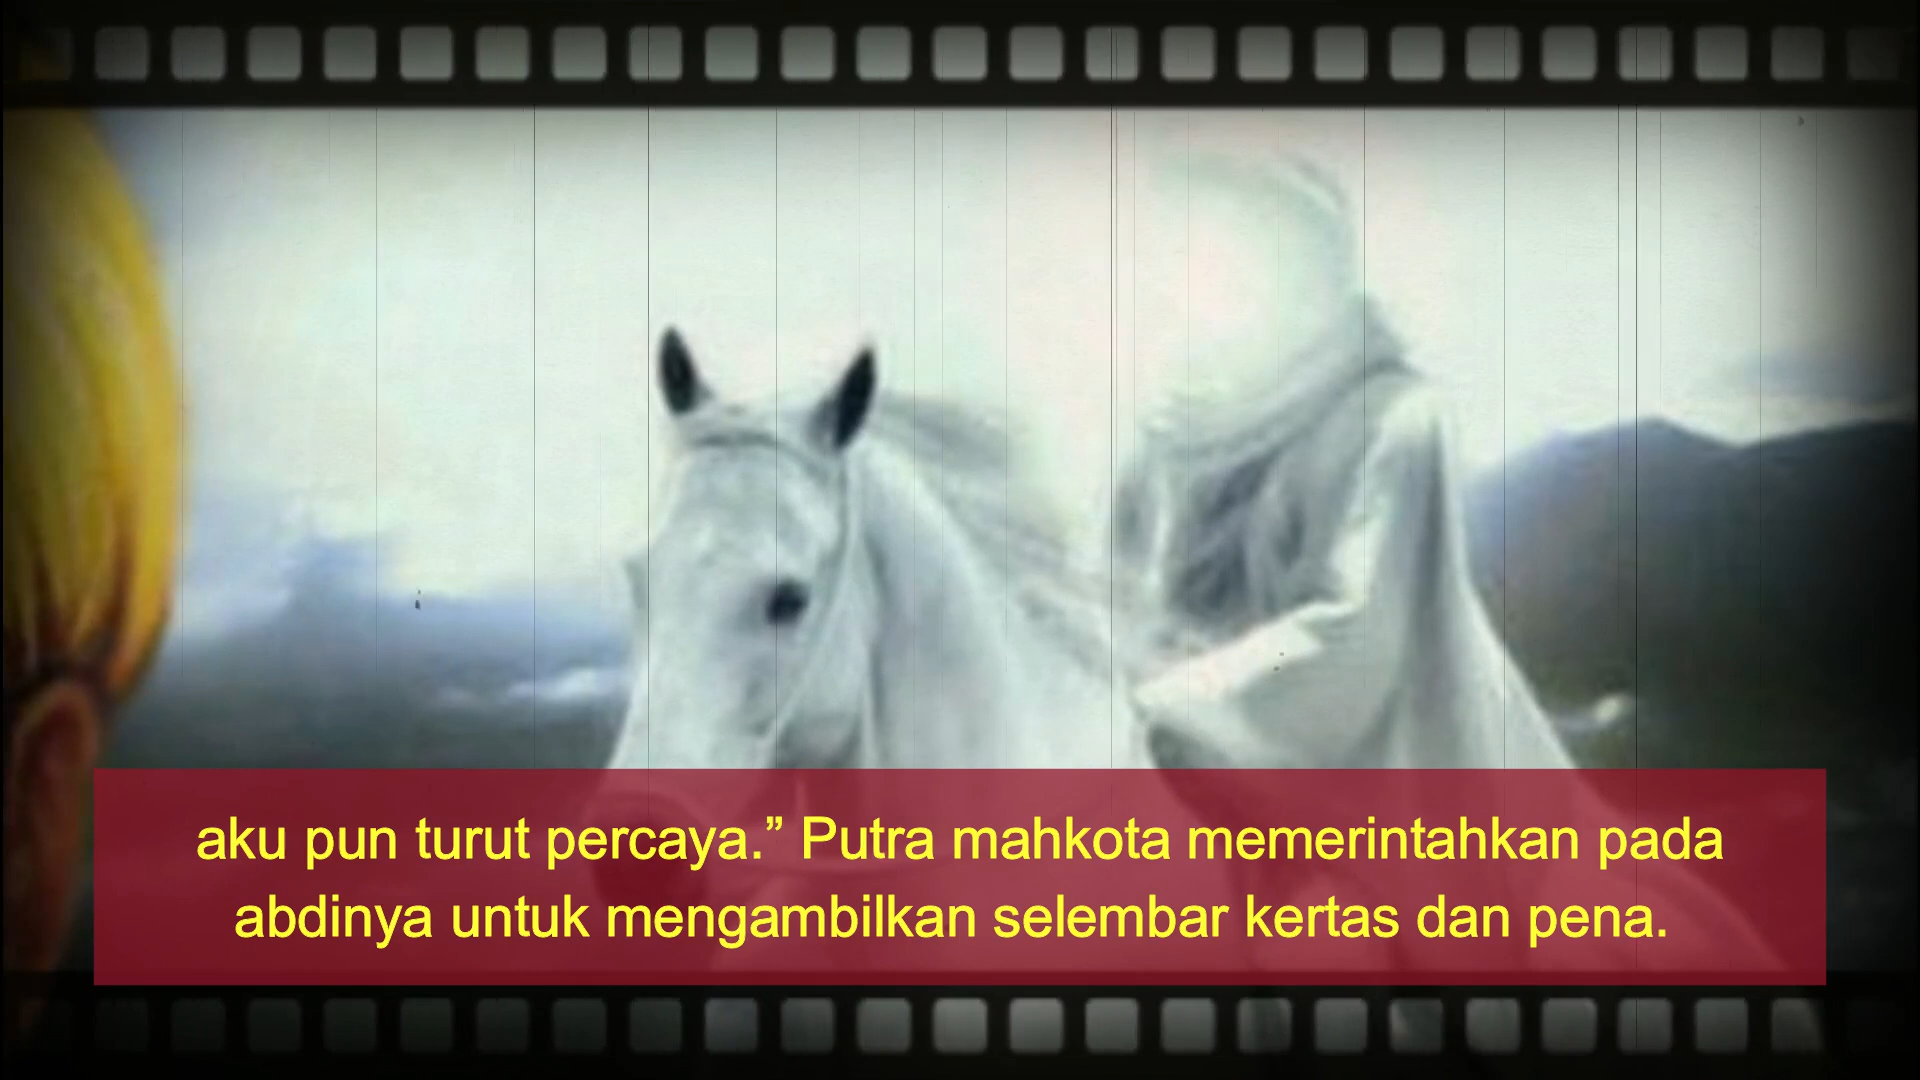 aku pun turut percaya.” Putra mahkota memerintahkan pada
abdinya untuk mengambilkan selembar kertas dan pena.